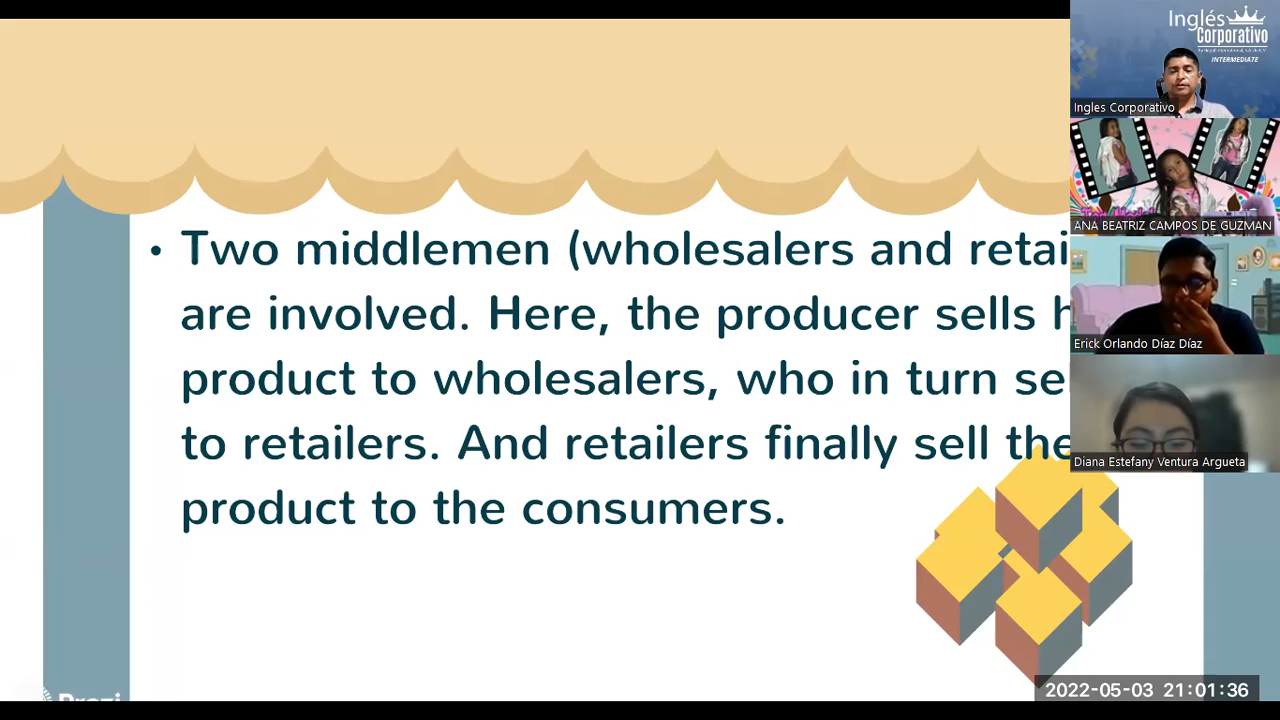 • Two middlemen (wholesalers and retai
are involved. Here, the producer sells h
product to wholesalers, who in turn se
to retailers. And retailers finally sell the
product to the consumers.
Prezi
Inglés
Corporativo
INTERMEDIATE
Ingles Corporativo
ANA BEATRIZ CAMPOS DE GUZMAN
Erick Orlando Díaz Díaz
Diana Estefany Ventura Argueta
2022-05-03 21:01:36